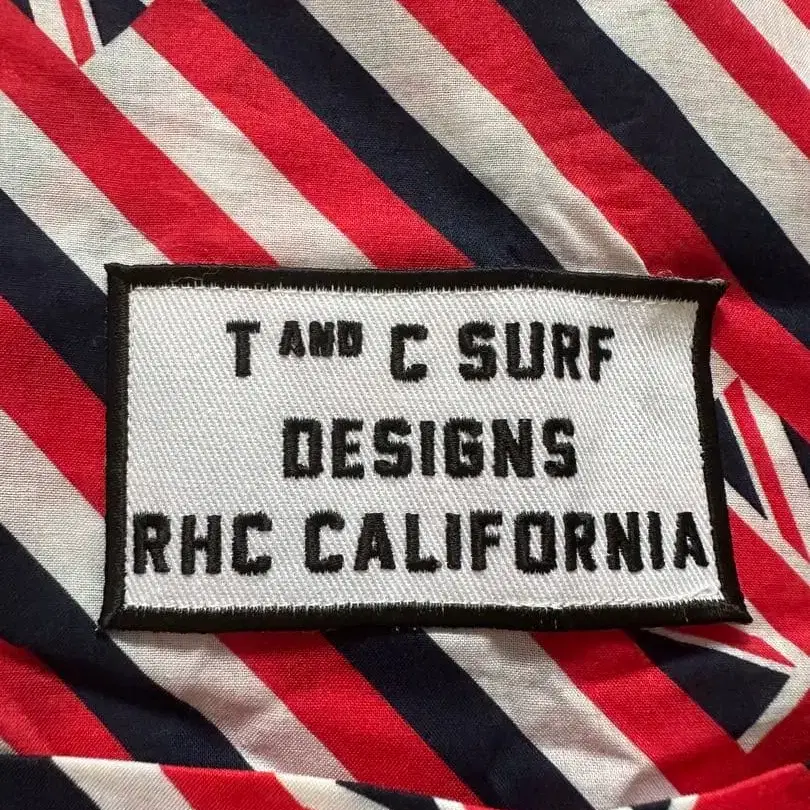 T AND C SURF
DESIGNS
RHC CALIFORNIA